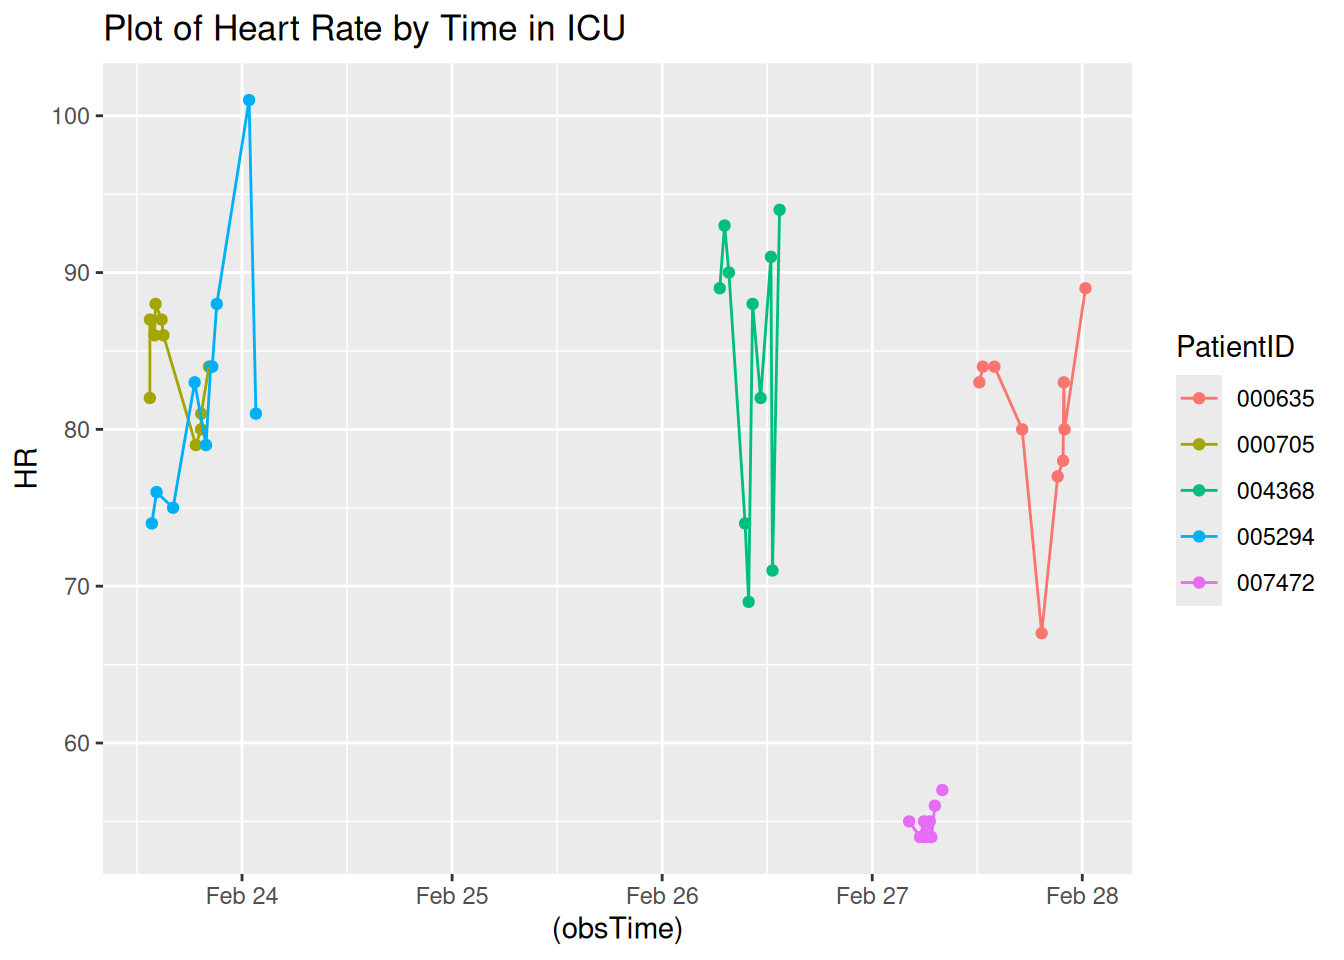 Plot of Heart Rate by Time in ICU
100
90
80
70
60
HR
Feb 24
Feb 25
Feb 26
Feb 27
Feb 28
(obsTime)
PatientID
000635
000705
004368
005294
007472